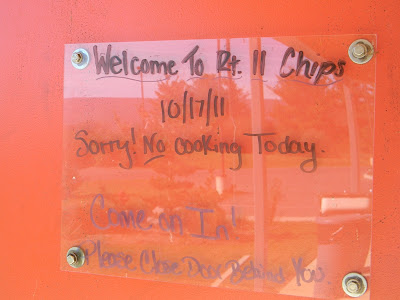 Welcome To Rt. 11 Chips
10/17/11
Sorry! No cooking Today.
Come on In!
Please Close Door Behind You